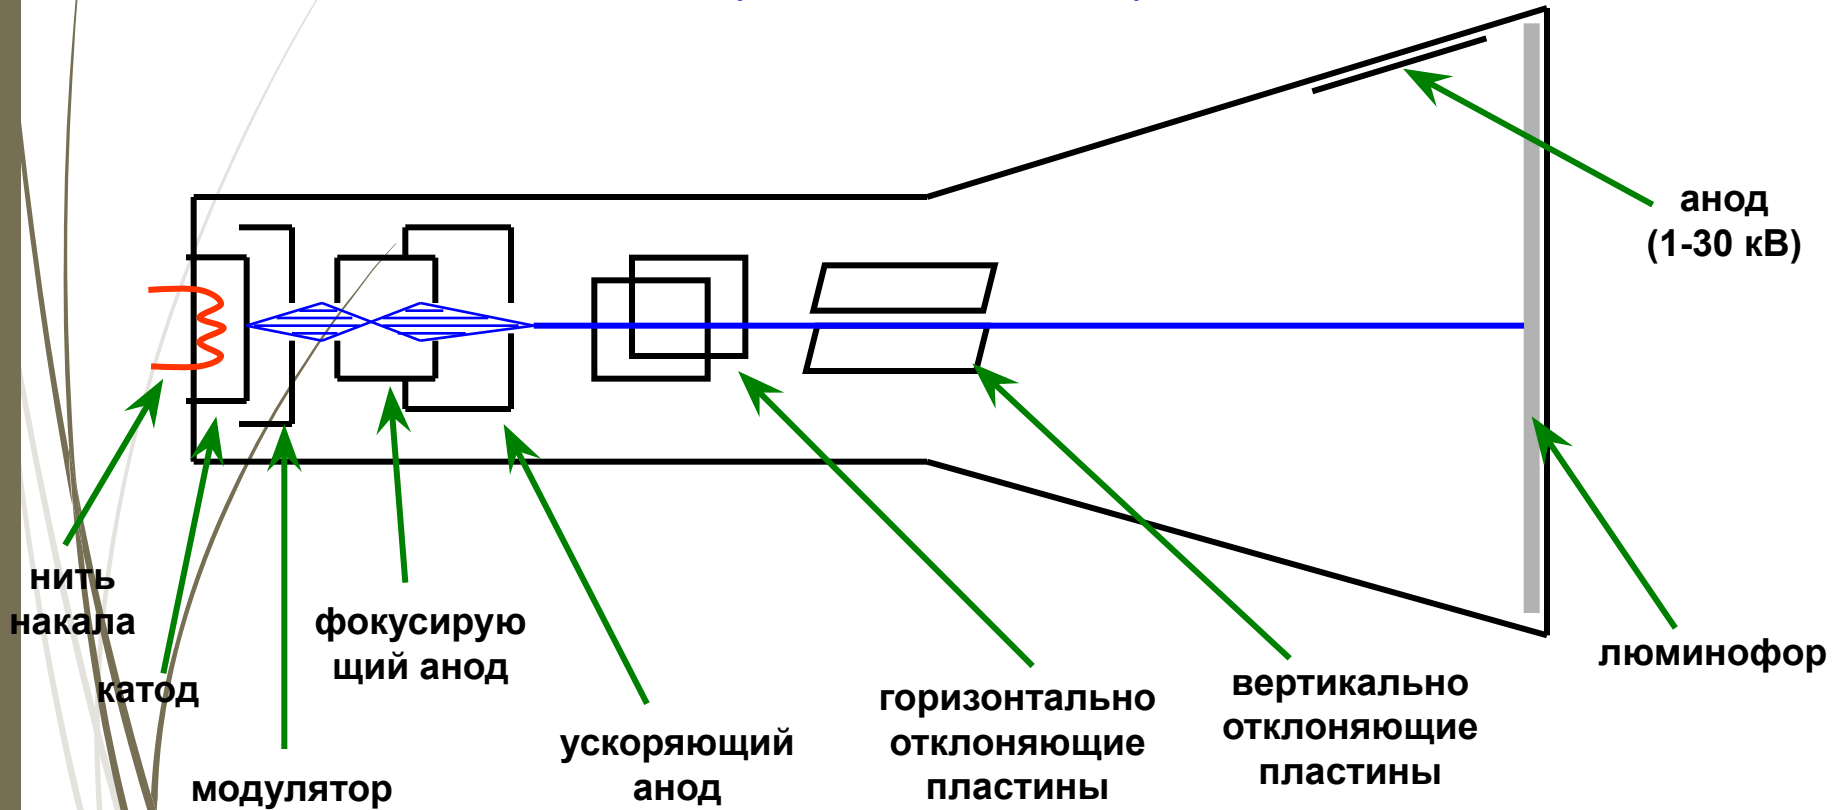 анод
(1-30 кВ)
нить
накала
катод
модулятор
фокусирую
щий анод
ускоряющий
анод
горизонтально
отклоняющие
пластины
вертикально
отклоняющие
пластины
люминофор